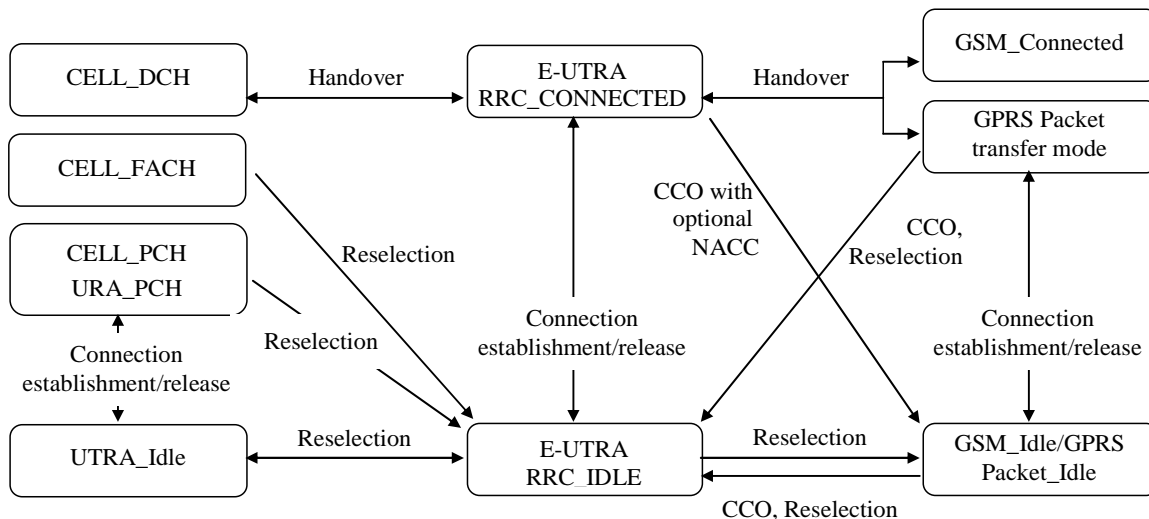 GSM_Connected
CELL_DCH
Handover
E-UTRA
RRC_CONNECTED
Handover
GPRS Packet
transfer mode
CELL_FACH
CCO with
optional
NACC
CCO,
Reselection
CELL_PCH
URA_PCH
Reselection
Reselection
Connection
establishment/release
Connection
establishment/release
Connection
establishment/release
UTRA_Idle
Reselection
E-UTRA
RRC_IDLE
Reselection
GSM_Idle/GPRS
Packet_Idle
CCO, Reselection